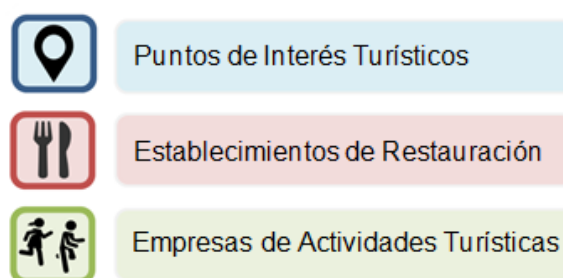 Puntos de Interés Turísticos
Establecimientos de Restauración
Empresas de Actividades Turísticas